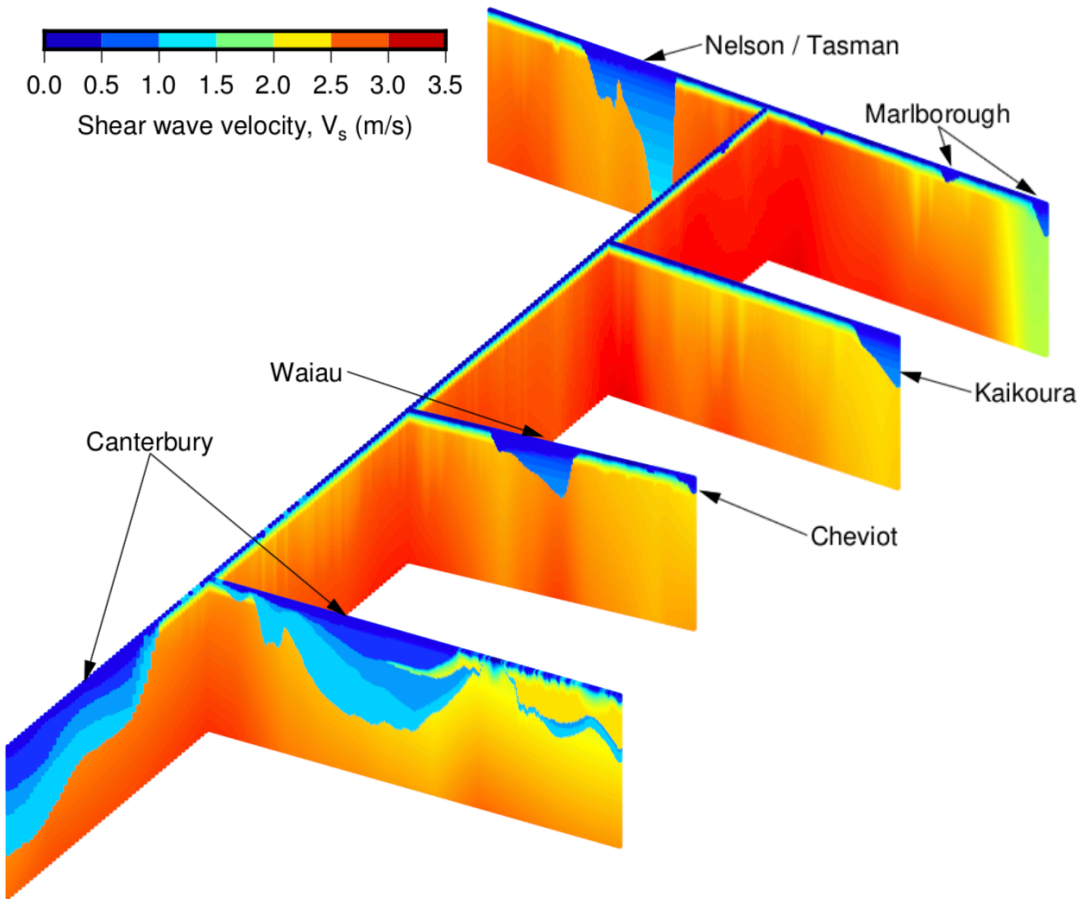 0.0 0.5 1.0 1.5 2.0 2.5 3.0 3.5
Shear wave velocity, Vs (m/s)
Nelson / Tasman
Marlborough
Kaikoura
Waiau
Cheviot
Canterbury